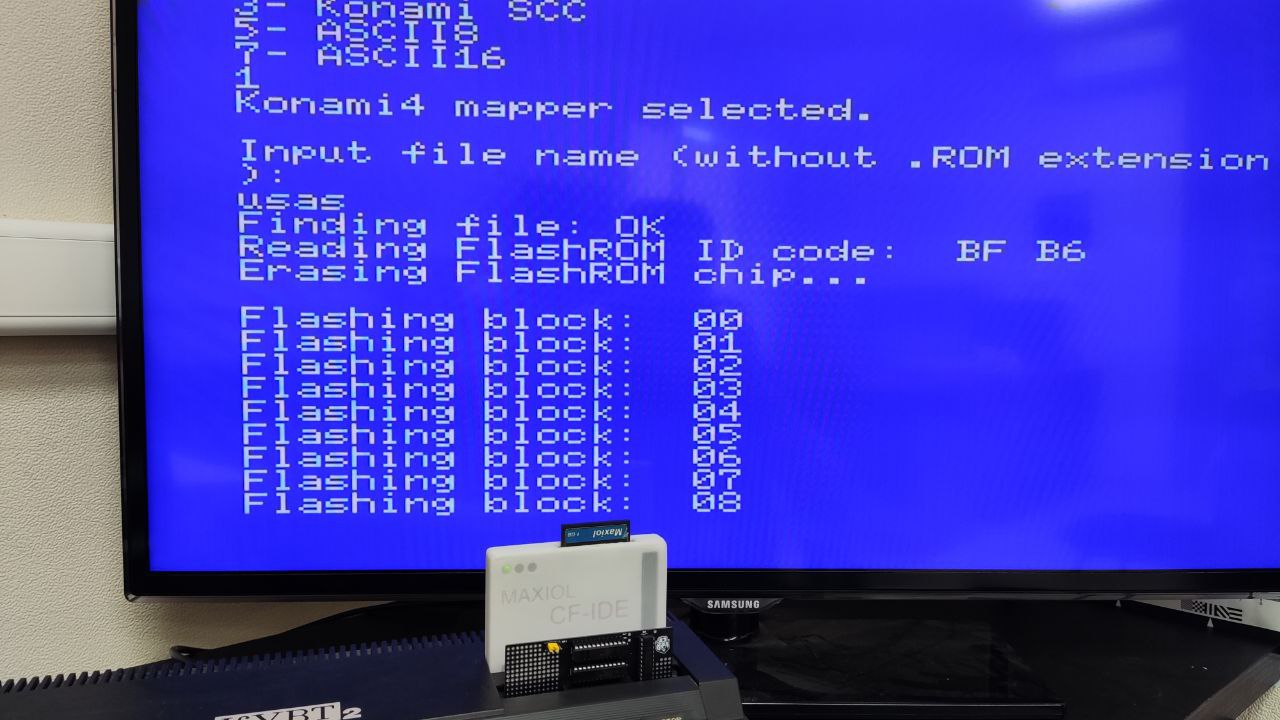 3- Konami SCC
5- ASCII8
7- ASCII16
1
Konami4 mapper selected.
Input file name (without .ROM extension
):
usas
Finding file: OK
Reading FlashROM ID code: BF B6
Erasing FlashROM chip...
Flashing block: 00
Flashing block: 01
Flashing block: 02
Flashing block: 03
Flashing block: 04
Flashing block: 05
Flashing block: 06
Flashing block: 07
Flashing block: 08
Maxiol
MAXIOL
CF-IDE
SAMSUNG